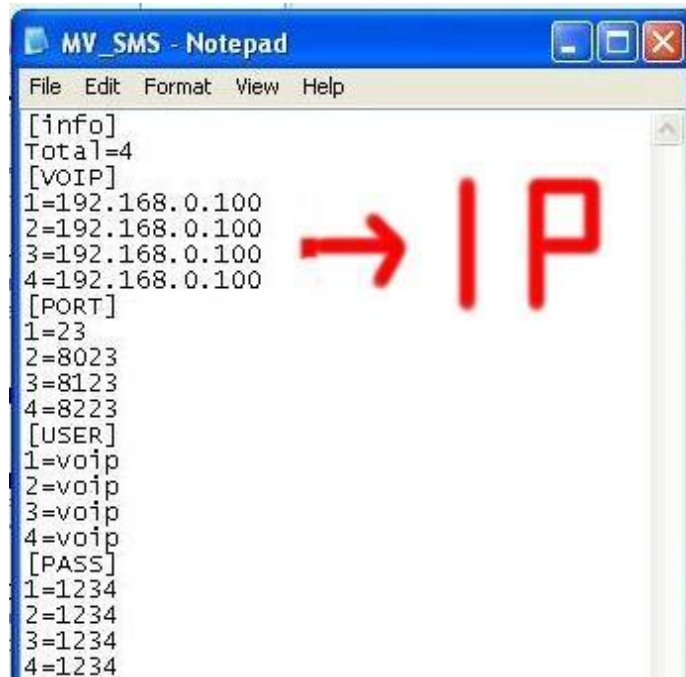 MV_SMS - Notepad
File Edit Format View Help
[info]
Total=4
[VOIP]
1=192.168.0.100
2=192.168.0.100
3=192.168.0.100
4=192.168.0.100
→ IP
[PORT]
1=23
2=8023
3=8123
4=8223
[USER]
1=voip
2=voip
3=voip
4=voip
[PASS]
1=1234
2=1234
3=1234
4=1234